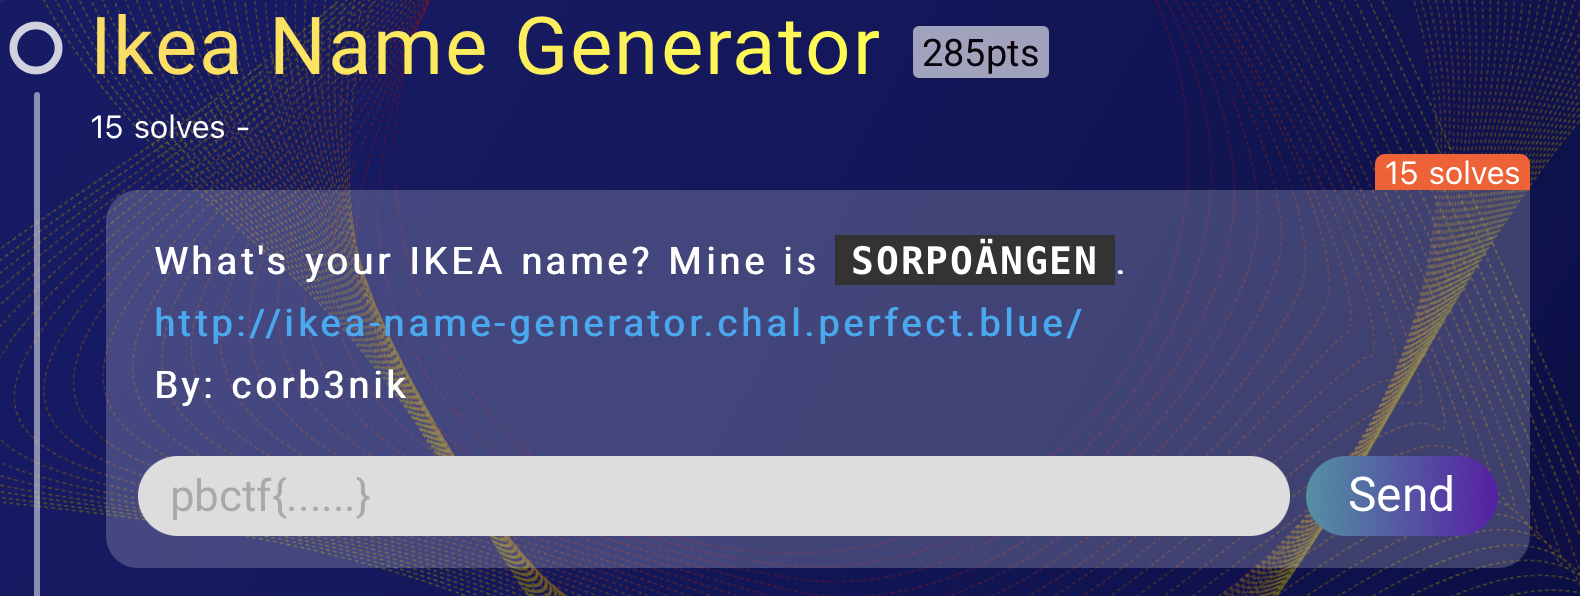 Ikea Name Generator 285pts
15 solves -
15 solves
What's your IKEA name? Mine is SORPOÄNGEN.
http://ikea-name-generator.chal.perfect.blue/
By: corb3nik
pbctf{......} Send